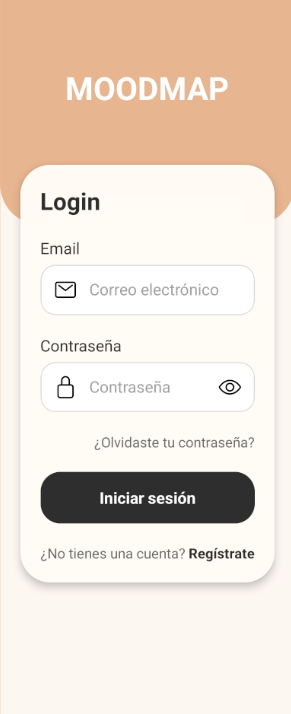 MOODMAP
Login
Email
Correo electrónico
Contraseña
Contraseña
¿Olvidaste tu contraseña?
Iniciar sesión
¿No tienes una cuenta? Regístrate